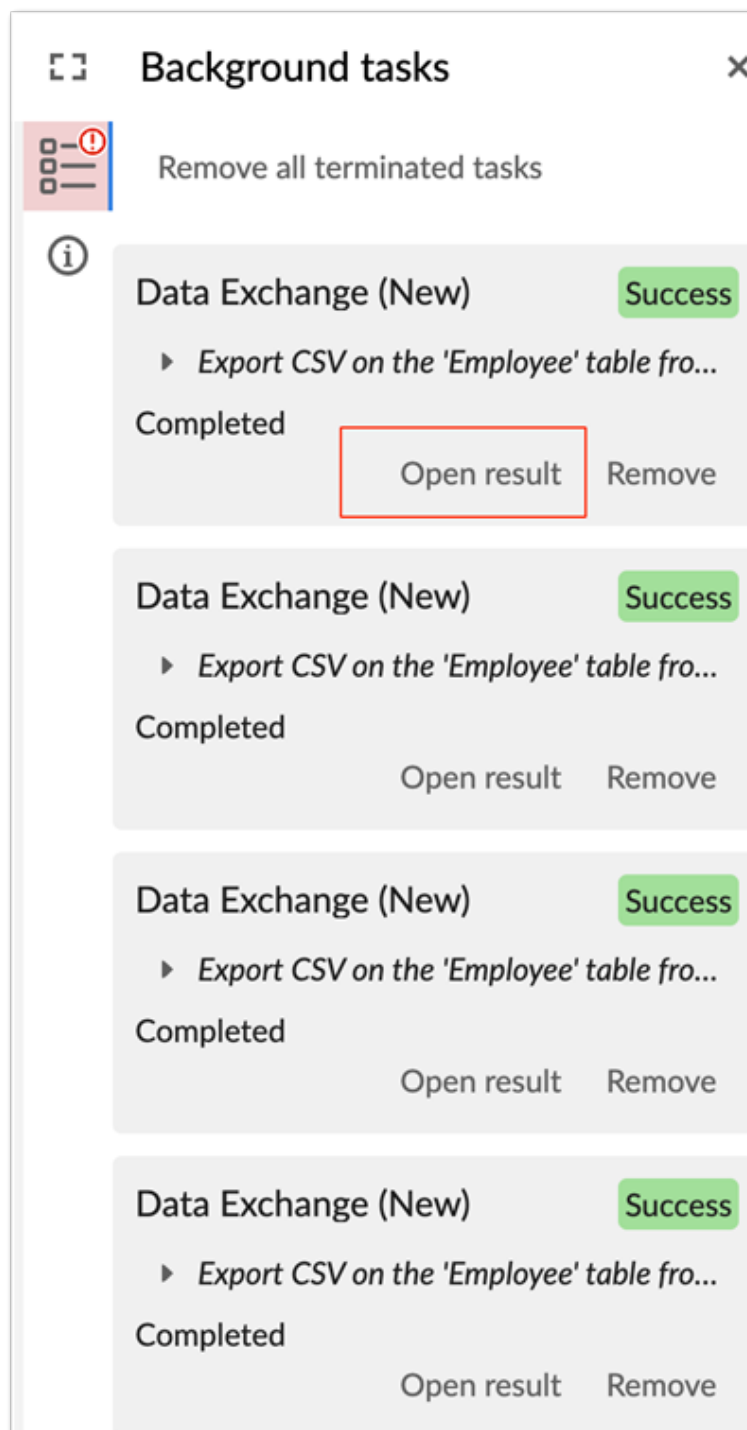 Background tasks
Remove all terminated tasks
Data Exchange (New) Success
Export CSV on the 'Employee' table fro...
Completed
Open result Remove
Data Exchange (New) Success
Export CSV on the 'Employee' table fro...
Completed
Open result Remove
Data Exchange (New) Success
Export CSV on the 'Employee' table fro...
Completed
Open result Remove
Data Exchange (New) Success
Export CSV on the 'Employee' table fro...
Completed
Open result Remove